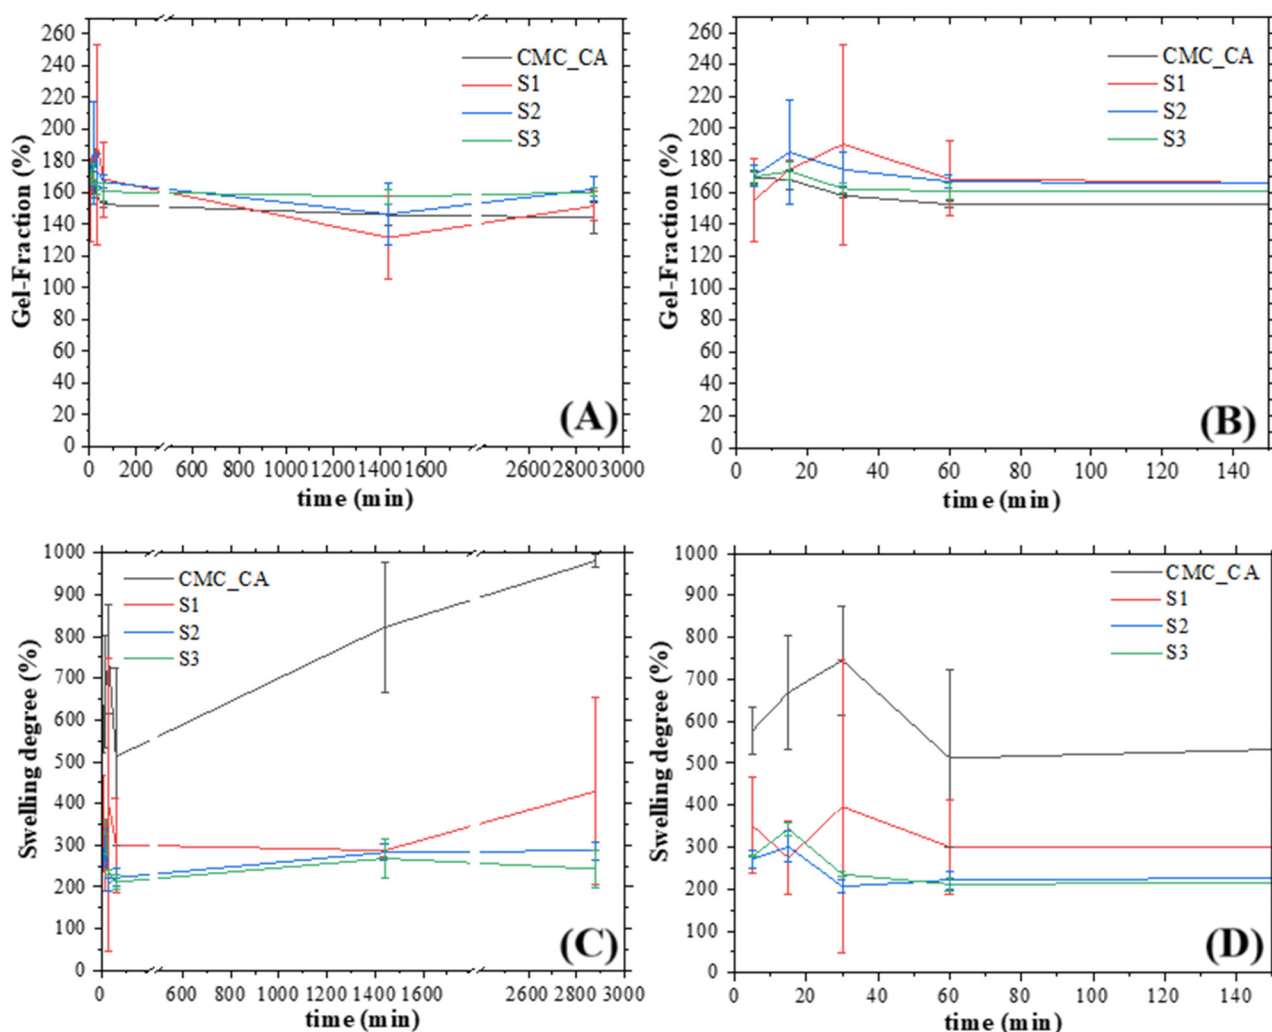 260
240
220
200
180
160
140
120
100
80
60
40
20
0
Gel-Fraction (%)
CMC_CA
S1
S2
S3
(A)
0 200 600 1000 1400 1600 2600 2800 3000
time (min)
260
240
220
200
180
160
140
120
100
80
60
40
20
0
Gel-Fraction (%)
CMC_CA
S1
S2
S3
(B)
0 20 40 60 80 100 120 140
time (min)
1000
900
800
700
600
500
400
300
200
100
0
Swelling degree (%)
CMC_CA
S1
S2
S3
(C)
0 600 1000 1400 1600 2600 2800 3000
time (min)
1000
900
800
700
600
500
400
300
200
100
0
Swelling degree (%)
CMC_CA
S1
S2
S3
(D)
0 20 40 60 80 100 120 140
time (min)